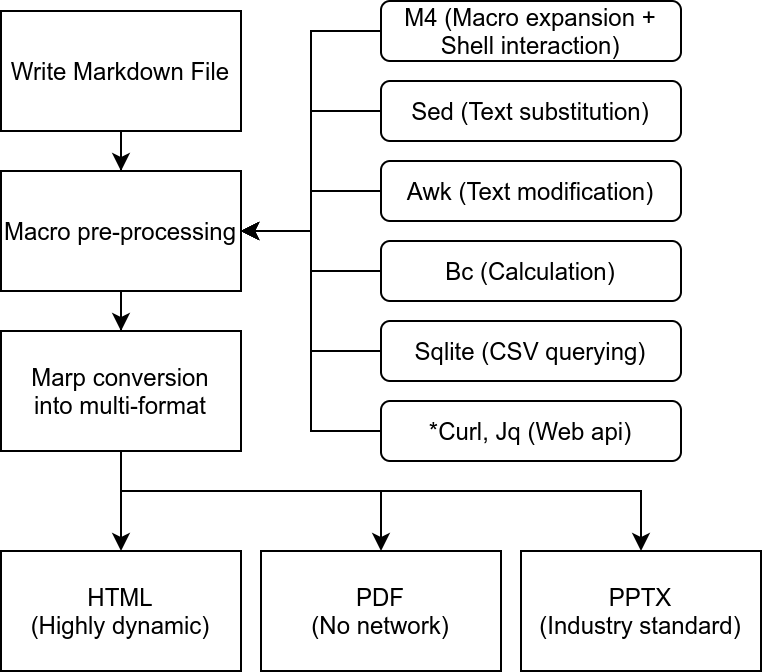 Write Markdown File
Macro pre-processing
Marp conversion
into multi-format
M4 (Macro expansion +
Shell interaction)
Sed (Text substitution)
Awk (Text modification)
Bc (Calculation)
Sqlite (CSV querying)
*Curl, Jq (Web api)
HTML
(Highly dynamic)
PDF
(No network)
PPTX
(Industry standard)